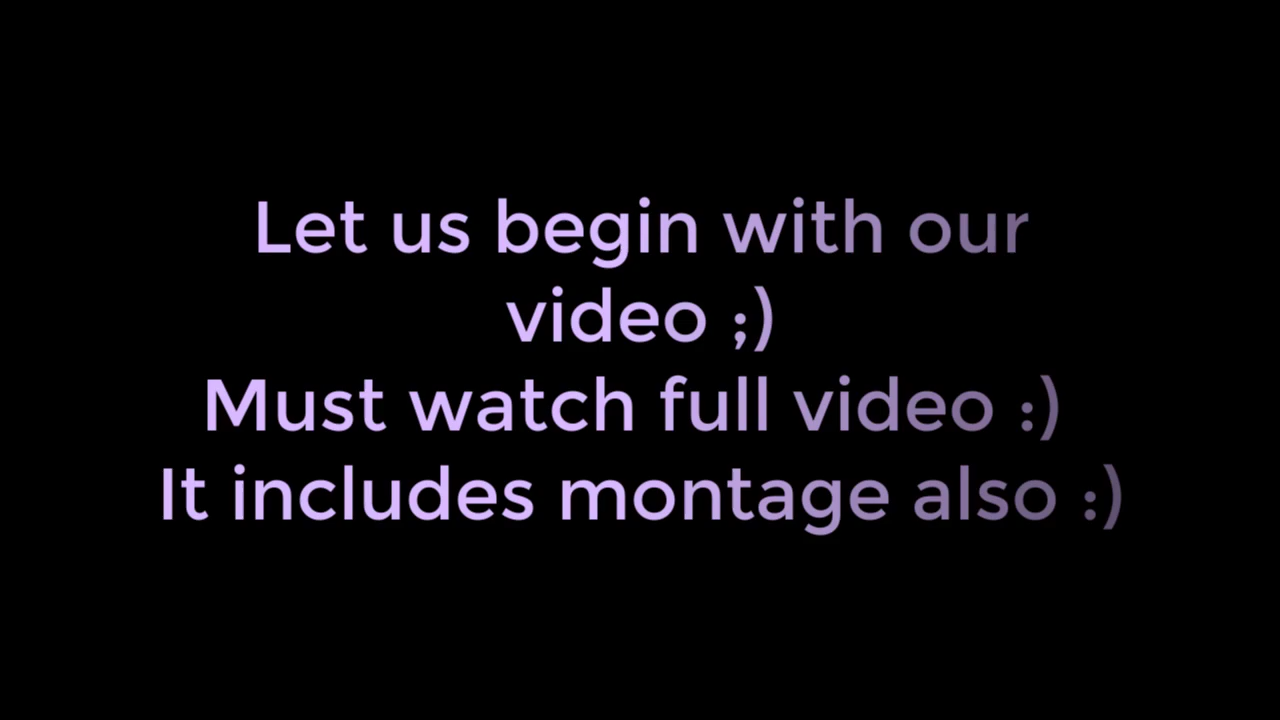 Let us begin with our
video ;)
Must watch full video :)
It includes montage also :)